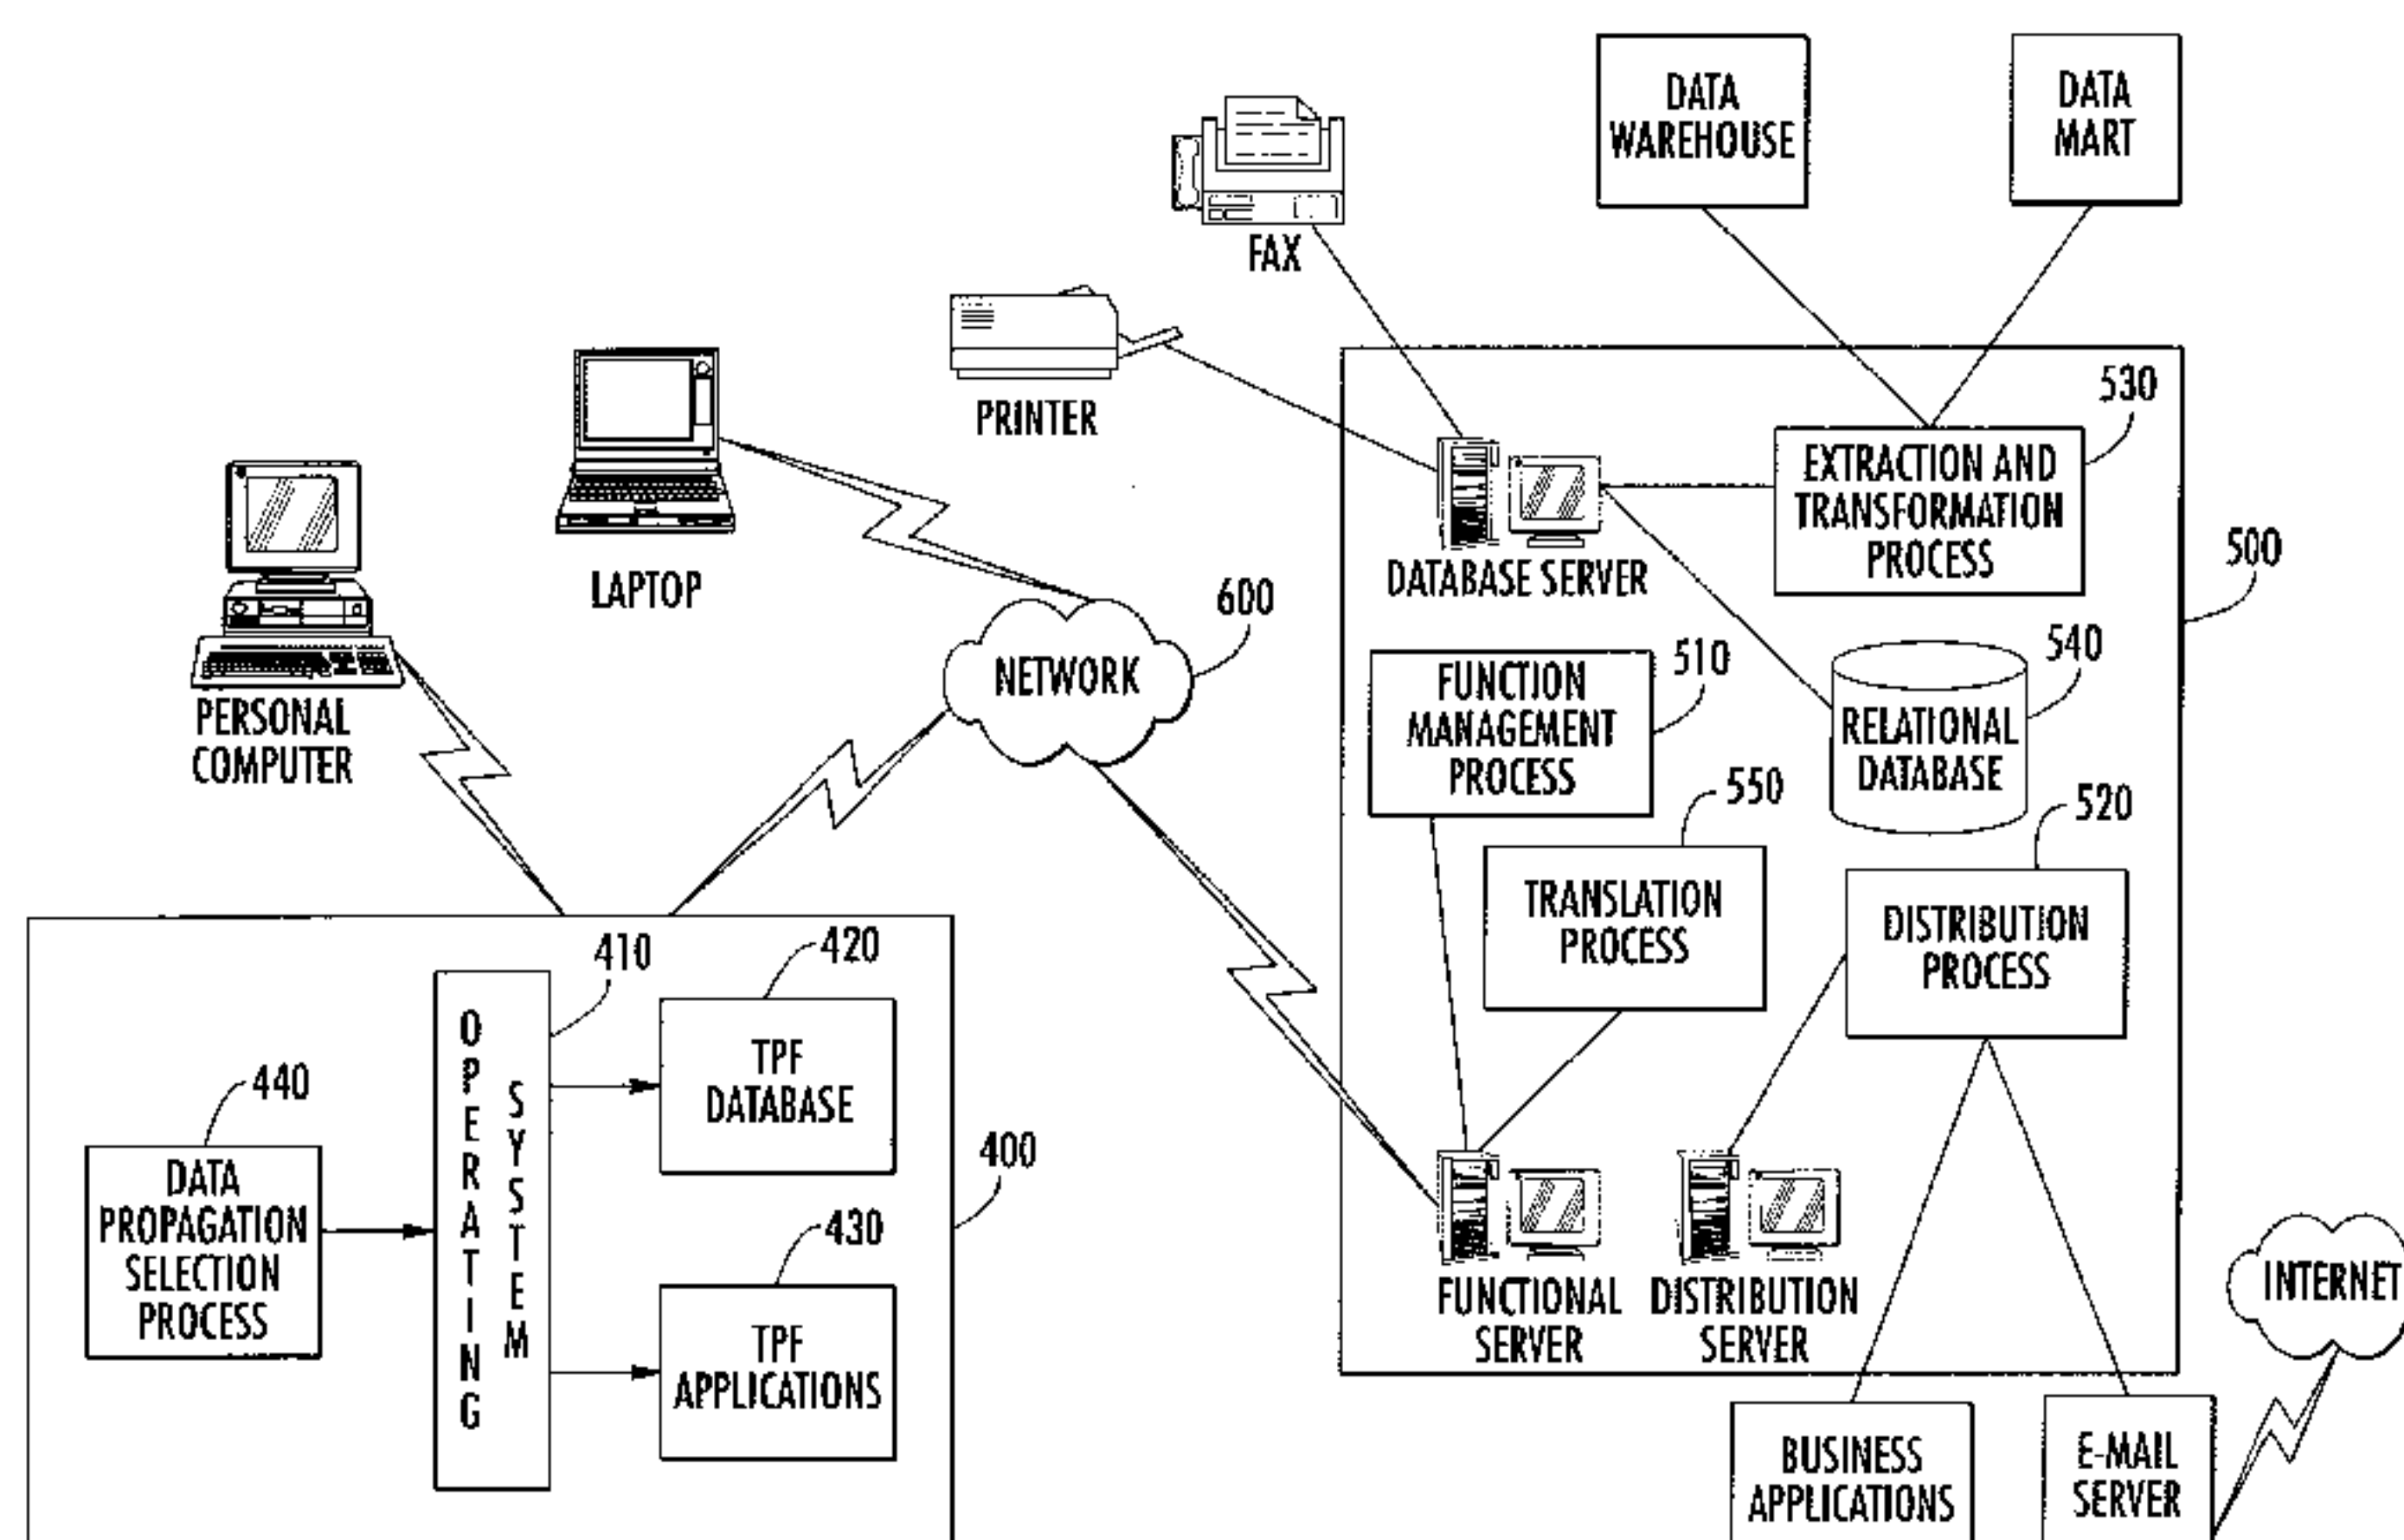 DATA
WAREHOUSE
DATA
MART
FAX
PRINTER
530
EXTRACTION AND
TRANSFORMATION
PROCESS
500
DATABASE SERVER
LAPTOP
600
NETWORK
PERSONAL
COMPUTER
510
FUNCTION
MANAGEMENT
PROCESS
540
RELATIONAL
DATABASE
550
TRANSLATION
PROCESS
520
DISTRIBUTION
PROCESS
410
OPERATING
SYSTEM
420
TPF
DATABASE
440
DATA
PROPAGATION
SELECTION
PROCESS
400
430
TPF
APPLICATIONS
FUNCTIONAL
SERVER
DISTRIBUTION
SERVER
INTERNET
BUSINESS
APPLICATIONS
E-MAIL
SERVER